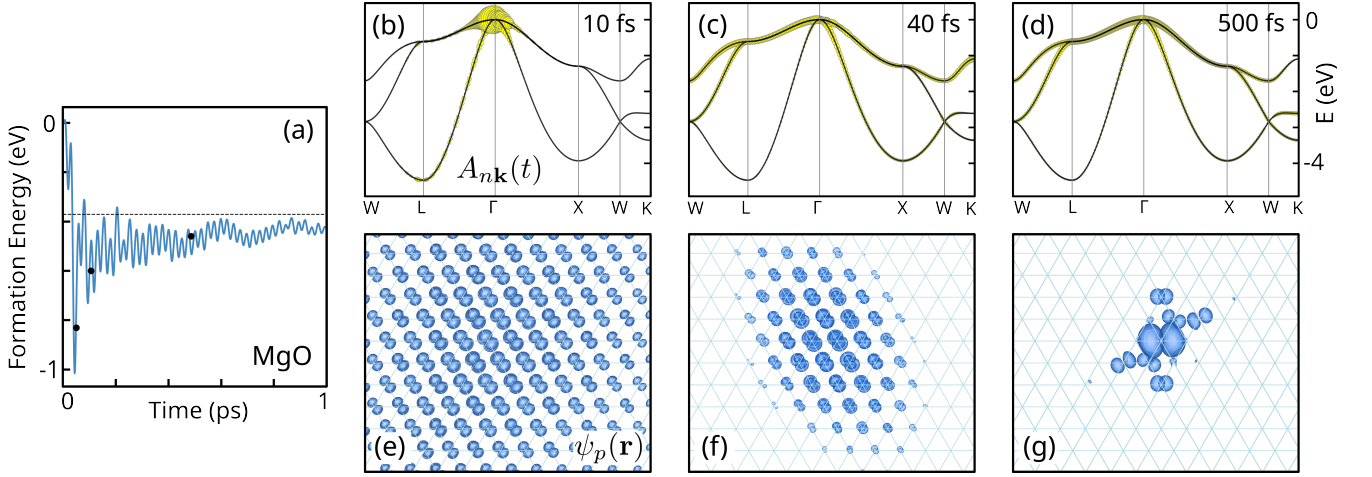 (a)
0
-1
Formation Energy (eV)
MgO
0
1
Time (ps)
(b)
10 fs
A_{n\mathbf{k}}(t)
W L Γ X W K
(c)
40 fs
W L Γ X W K
(d)
500 fs
W L Γ X W K
0
-4
E (eV)
(e)
ψ_p(𝐫)
(f)
(g)